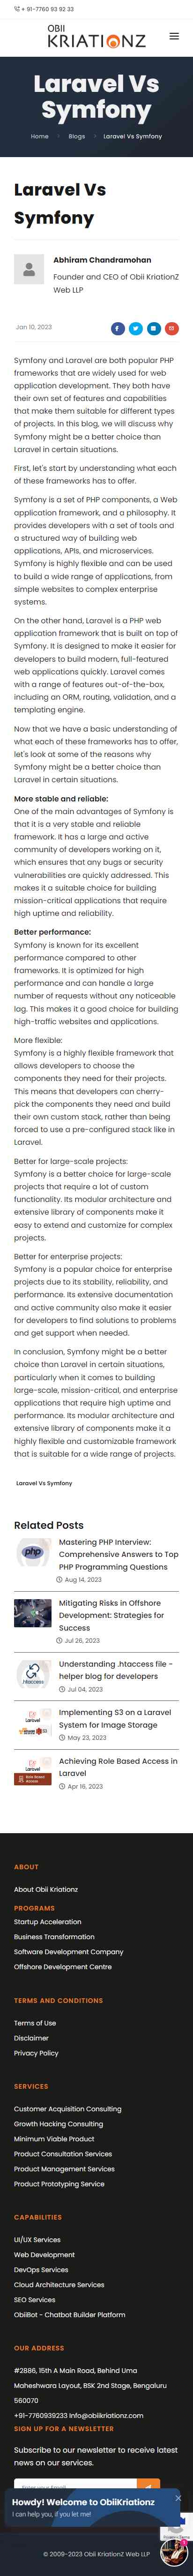 + 91-7760 93 92 33
OBII
KRIATIONZ
Laravel Vs
Symfony
Home
Blogs
Laravel Vs Symfony
Laravel Vs
Symfony
Abhiram Chandramohan
Founder and CEO of Obii KriationZ
Web LLP
Jan 10, 2023
Symfony and Laravel are both popular PHP
frameworks that are widely used for web
application development. They both have
their own set of features and capabilities
that make them suitable for different types
of projects. In this blog, we will discuss why
Symfony might be a better choice than
Laravel in certain situations.
First, let's start by understanding what each
of these frameworks has to offer.
Symfony is a set of PHP components, a Web
application framework, and a philosophy. It
provides developers with a set of tools and
a structured way of building web
applications, APIs, and microservices.
Symfony is highly flexible and can be used
to build a wide range of applications, from
simple websites to complex enterprise
systems.
On the other hand, Laravel is a PHP web
application framework that is built on top of
Symfony. It is designed to make it easier for
developers to build modern, full-featured
web applications quickly. Laravel comes
with a range of features out-of-the-box,
including an ORM, routing, validation, and a
templating engine.
Now that we have a basic understanding of
what each of these frameworks has to offer,
let's look at some of the reasons why
Symfony might be a better choice than
Laravel in certain situations.
More stable and reliable:
One of the main advantages of Symfony is
that it is a very stable and reliable
framework. It has a large and active
community of developers working on it,
which ensures that any bugs or security
vulnerabilities are quickly addressed. This
makes it a suitable choice for building
mission-critical applications that require
high uptime and reliability.
Better performance:
Symfony is known for its excellent
performance compared to other
frameworks. It is optimized for high
performance and can handle a large
number of requests without any noticeable
lag. This makes it a good choice for building
high-traffic websites and applications.
More flexible:
Symfony is a highly flexible framework that
allows developers to choose the
components they need for their projects.
This means that developers can cherry-
pick the components they need and build
their own custom stack, rather than being
forced to use a pre-configured stack like in
Laravel.
Better for large-scale projects:
Symfony is a better choice for large-scale
projects that require a lot of custom
functionality. Its modular architecture and
extensive library of components make it
easy to extend and customize for complex
projects.
Better for enterprise projects:
Symfony is a popular choice for enterprise
projects due to its stability, reliability, and
performance. Its extensive documentation
and active community also make it easier
for developers to find solutions to problems
and get support when needed.
In conclusion, Symfony might be a better
choice than Laravel in certain situations,
particularly when it comes to building
large-scale, mission-critical, and enterprise
applications that require high uptime and
performance. Its modular architecture and
extensive library of components make it a
highly flexible and customizable framework
that is suitable for a wide range of projects.
Laravel Vs Symfony
Related Posts
php
Mastering PHP Interview:
Comprehensive Answers to Top
PHP Programming Questions
Aug 14, 2023
Mitigating Risks in Offshore
Development: Strategies for
Success
Jul 26, 2023
htaccess
Understanding .htaccess file -
helper blog for developers
Jul 04, 2023
Implementing S3 on a Laravel
System for Image Storage
May 23, 2023
Achieving Role Based Access in
Laravel
Apr 16, 2023
ABOUT
About Obii Kriationz
PROGRAMS
Startup Acceleration
Business Transformation
Software Development Company
Offshore Development Centre
TERMS AND CONDITIONS
Terms of Use
Disclaimer
Privacy Policy
SERVICES
Customer Acquisition Consulting
Growth Hacking Consulting
Minimum Viable Product
Product Consultation Services
Product Management Services
Product Prototyping Service
CAPABILITIES
UI/UX Services
Web Development
DevOps Services
Cloud Architecture Services
SEO Services
ObiiBot - Chatbot Builder Platform
OUR ADDRESS
#2886, 15th A Main Road, Behind Uma
Maheshwara Layout, BSK 2nd Stage, Bengaluru
560070
+91-7760939233 Info@obiikriationz.com
SIGN UP FOR A NEWSLETTER
Subscribe to our newsletter to receive latest
news on our services.
Howdy! Welcome to ObiiKriationz
I can help you, if you let me!
© 2009-2023 Obii KriationZ Web LLP